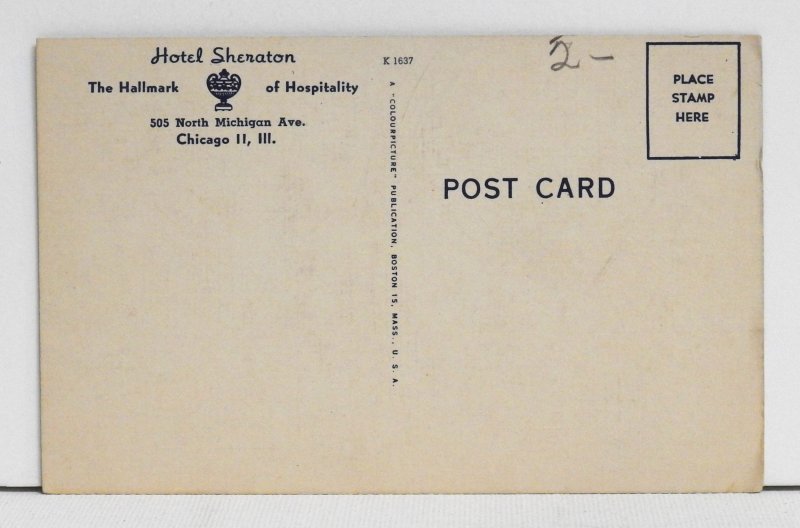 Hotel Sheraton
The Hallmark of Hospitality
505 North Michigan Ave.
Chicago 11, Ill.
K 1637
A "COLOURPICTURE" PUBLICATION, BOSTON 15, MASS., U. S. A.
2-
PLACE
STAMP
HERE
POST CARD